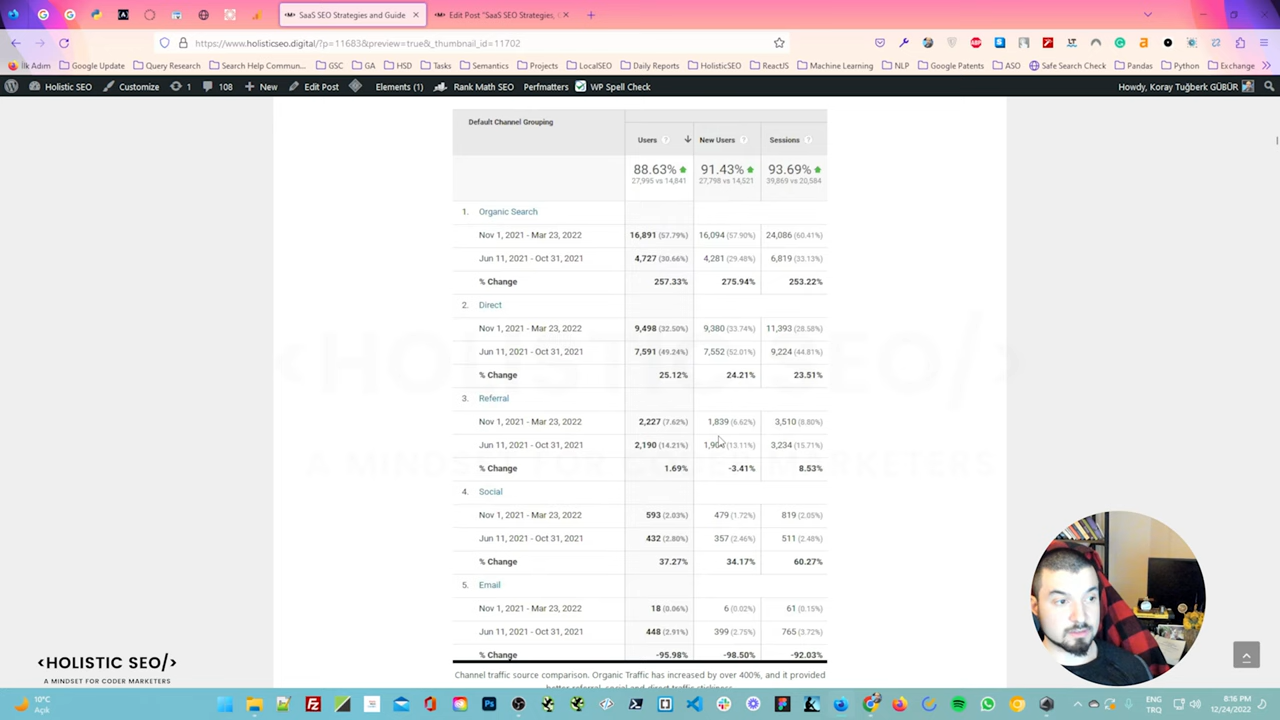 SaaS SEO Strategies and Guide
Edit Post "SaaS SEO Strategies,
https://www.holisticseo.digital/?p=11683&preview=true&_thumbnail_id=11702
İlk Adım
Google Update
Query Research
Search Help Commun...
GSC
GA
HSD
Tasks
Semantics
Projects
LocalSEO
Daily Reports
HolisticSEO
ReactJS
Machine Learning
NLP
Google Patents
ASO
Safe Search Check
Pandas
Python
Exchange
Holistic SEO
Customize
1
108
New
Edit Post
Elements (1)
Rank Math SEO
Perfmatters
WP Spell Check
Howdy, Koray Tuğberk GÜBÜR
Default Channel Grouping
Users New Users Sessions
88.63% 91.43% 93.69%
27,995 vs 14,841 27,798 vs 14,521 39,869 vs 20,584
1. Organic Search
Nov 1, 2021 - Mar 23, 2022 16,891 (57.79%) 16,094 (57.90%) 24,086 (60.41%)
Jun 11, 2021 - Oct 31, 2021 4,727 (30.66%) 4,281 (29.48%) 6,819 (33.13%)
% Change 257.33% 275.94% 253.22%
2. Direct
Nov 1, 2021 - Mar 23, 2022 9,498 (32.50%) 9,380 (33.74%) 11,393 (28.58%)
Jun 11, 2021 - Oct 31, 2021 7,591 (49.24%) 7,552 (52.01%) 9,224 (44.81%)
% Change 25.12% 24.21% 23.51%
3. Referral
Nov 1, 2021 - Mar 23, 2022 2,227 (7.62%) 1,839 (6.62%) 3,510 (8.80%)
Jun 11, 2021 - Oct 31, 2021 2,190 (14.21%) (13.11%) 3,234 (15.71%)
% Change 1.69% -3.41% 8.53%
4. Social
Nov 1, 2021 - Mar 23, 2022 593 (2.03%) 479 (1.72%) 819 (2.05%)
Jun 11, 2021 - Oct 31, 2021 432 (2.80%) 357 (2.46%) 511 (2.48%)
% Change 37.27% 34.17% 60.27%
5. Email
Nov 1, 2021 - Mar 23, 2022 18 (0.06%) 6 (0.02%) 61 (0.15%)
Jun 11, 2021 - Oct 31, 2021 448 (2.91%) 399 (2.75%) 765 (3.72%)
% Change -95.98% -98.50% -92.03%
Channel traffic source comparison. Organic Traffic has increased by over 400%, and it provided
<HOLISTIC SEO/>
A MINDSET FOR CODER MARKETERS
10°C
Açık
ENG
TRQ
8:16 PM
12/24/2022